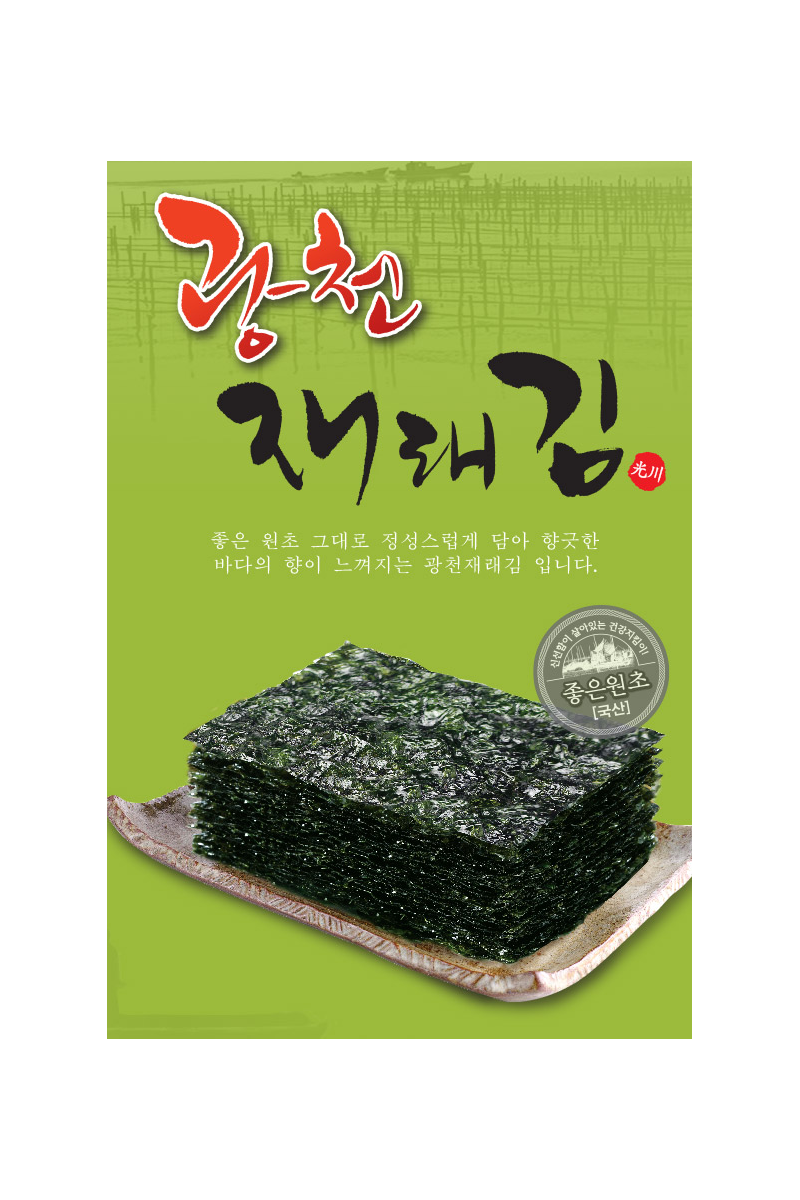 광천
재래김
光川
좋은 원초 그대로 정성스럽게 담아 향긋한
바다의 향이 느껴지는 광천재래김 입니다.
신선함이 살아있는 건강지킴이!
좋은원초
[국산]